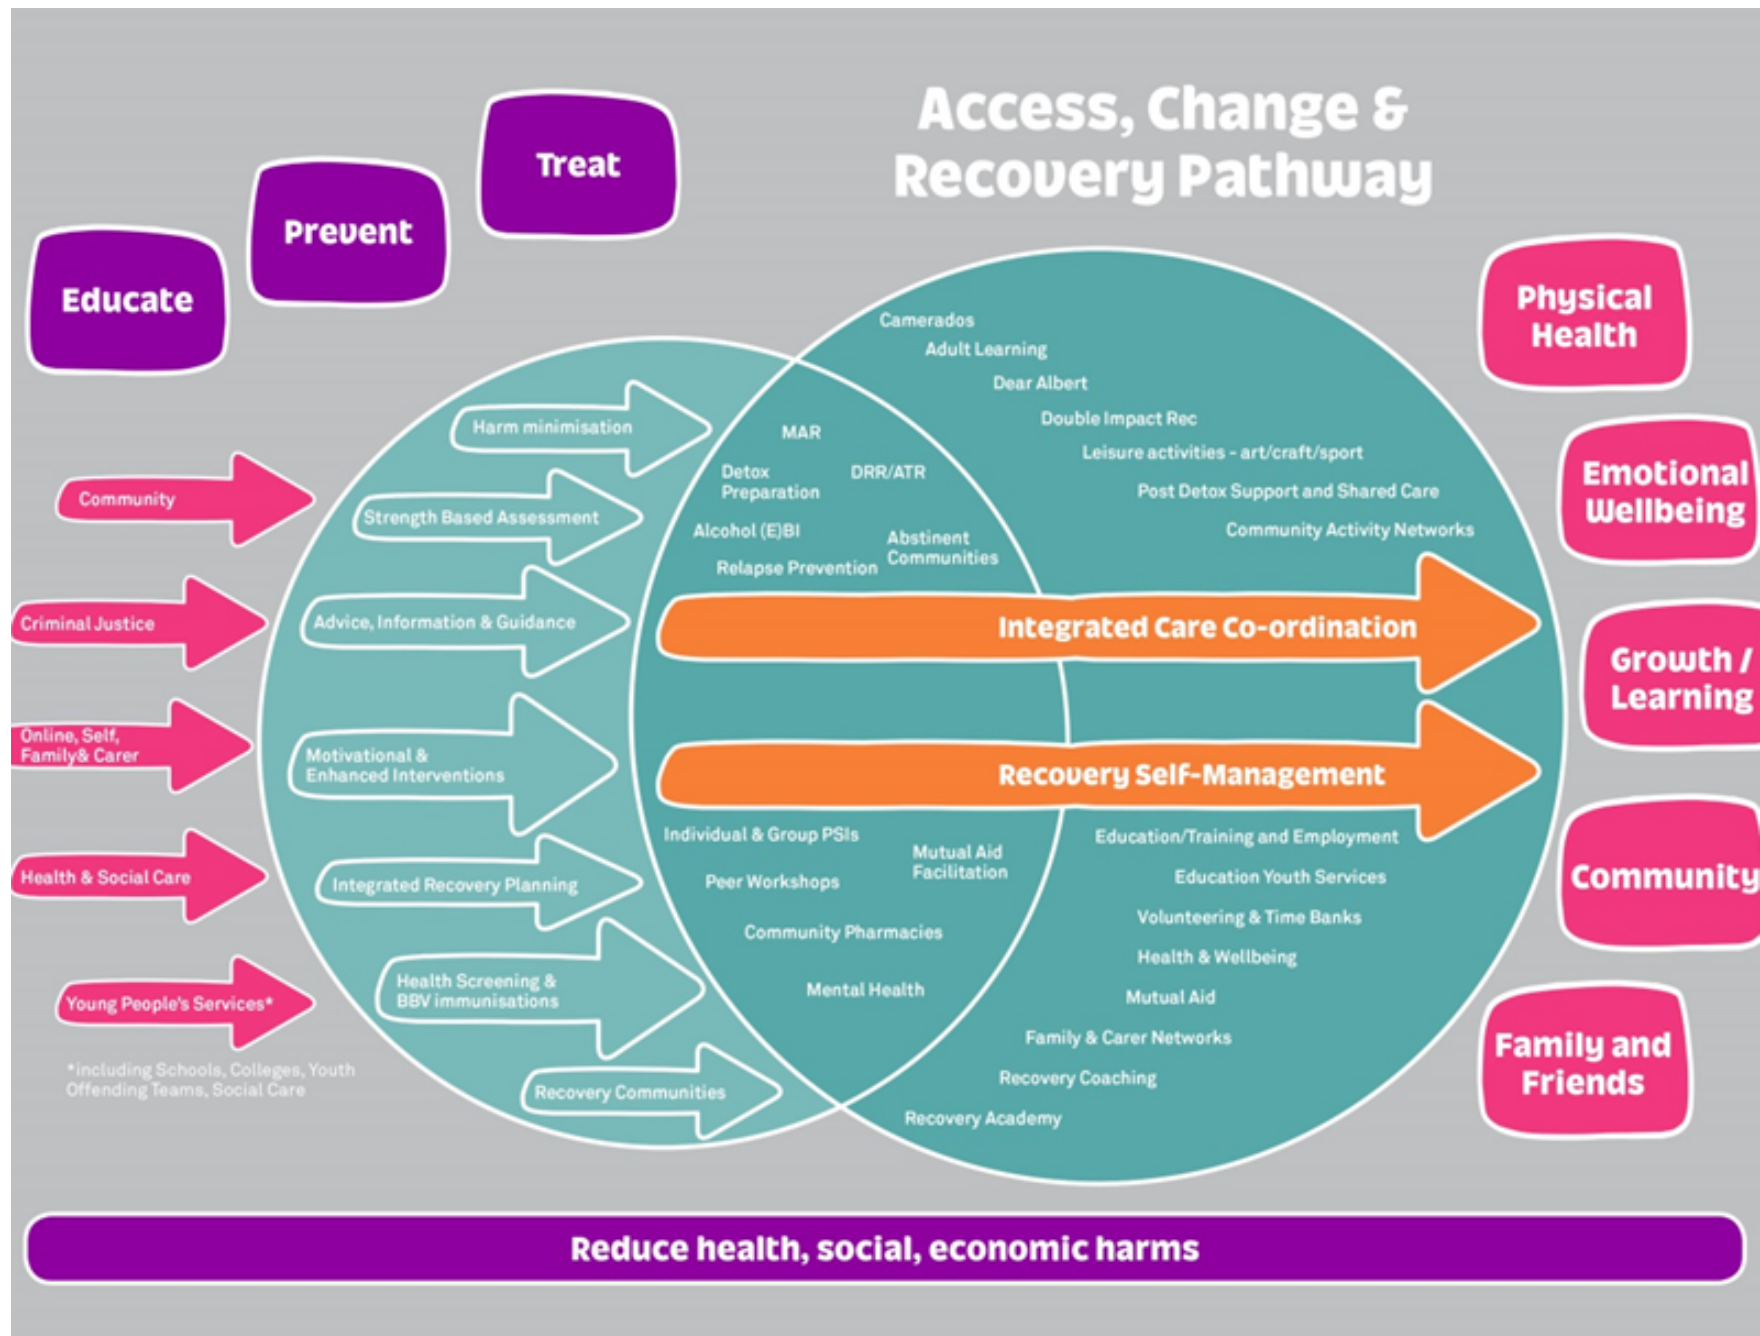 Access, Change &
Recovery Pathway
Treat
Prevent
Educate
Community
Criminal Justice
Online, Self,
Family& Carer
Health & Social Care
Young People's Services*
*including Schools, Colleges, Youth
Offending Teams, Social Care
Harm minimisation
Strength Based Assessment
Advice, Information & Guidance
Motivational &
Enhanced Interventions
Integrated Recovery Planning
Health Screening &
BBV immunisations
Recovery Communities
MAR
Detox
Preparation
DRR/ATR
Alcohol (E)BI
Abstinent
Communities
Relapse Prevention
Integrated Care Co-ordination
Recovery Self-Management
Individual & Group PSIs
Mutual Aid
Facilitation
Peer Workshops
Community Pharmacies
Mental Health
Camerados
Adult Learning
Dear Albert
Double Impact Rec
Leisure activities - art/craft/sport
Post Detox Support and Shared Care
Community Activity Networks
Education/Training and Employment
Education Youth Services
Volunteering & Time Banks
Health & Wellbeing
Mutual Aid
Family & Carer Networks
Recovery Coaching
Recovery Academy
Physical
Health
Emotional
Wellbeing
Growth /
Learning
Community
Family and
Friends
Reduce health, social, economic harms